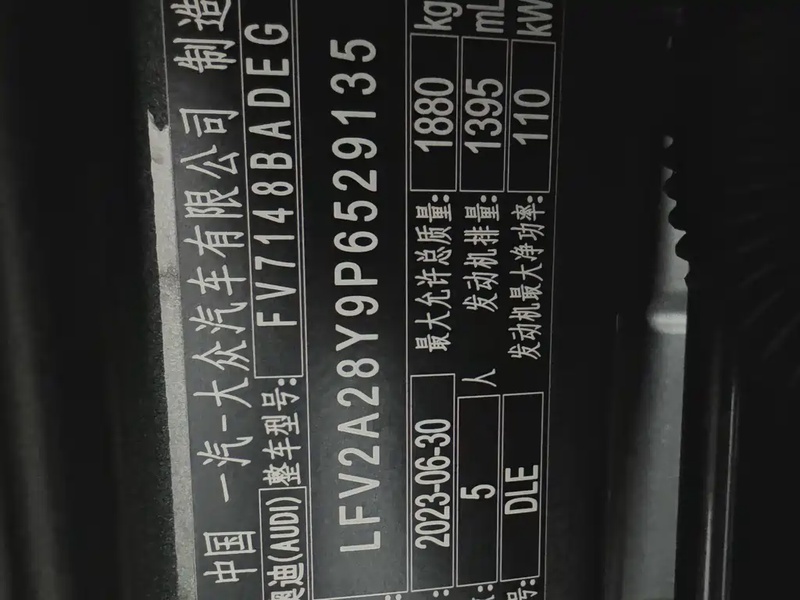 中国 一汽-大众汽车有限公司 制造
奥迪(AUDI) 整车型号: FV7148BADEG
LFV2A28Y9P6529135
2023-06-30 最大允许总质量: 1880 kg
5 人 发动机排量: 1395 mL
号: DLE 发动机最大净功率: 110 kW